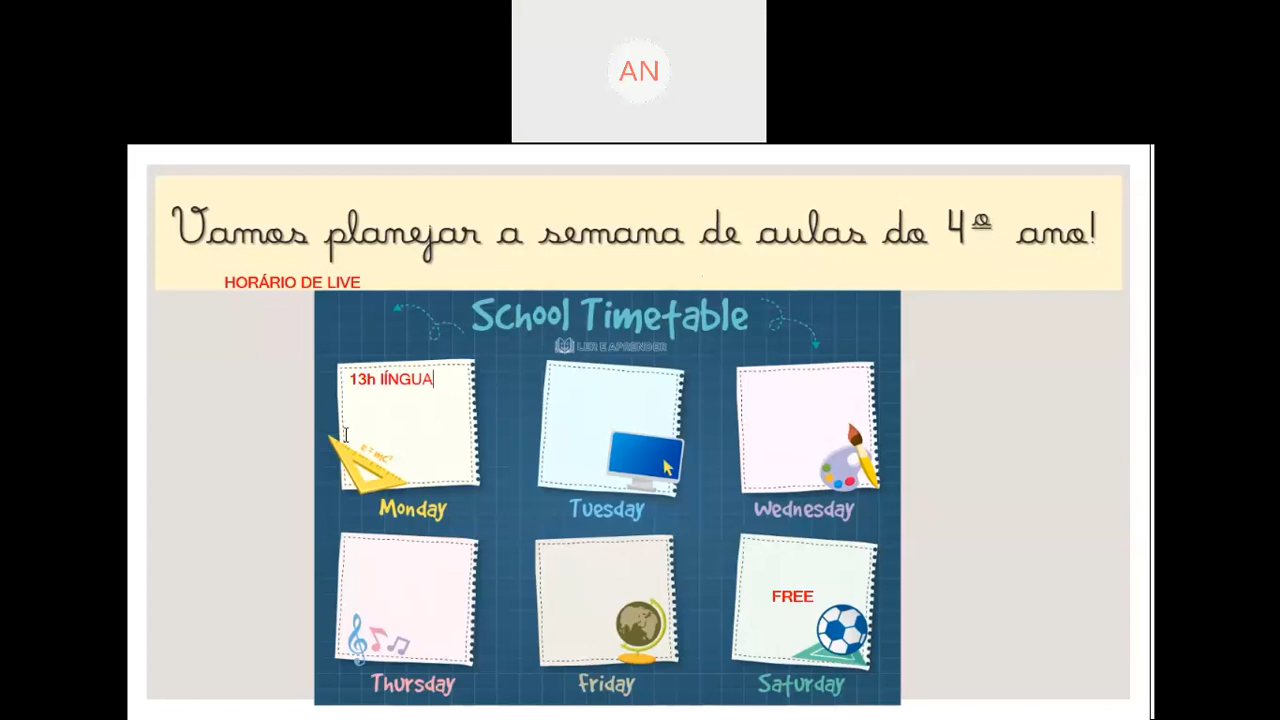 AN
Vamos planejar a semana de aulas do 4º ano!
HORÁRIO DE LIVE
School Timetable
LER E APRENDER
13h lÍNGUA
e=mc²
Monday
Tuesday
Wednesday
FREE
Thursday
Friday
Saturday